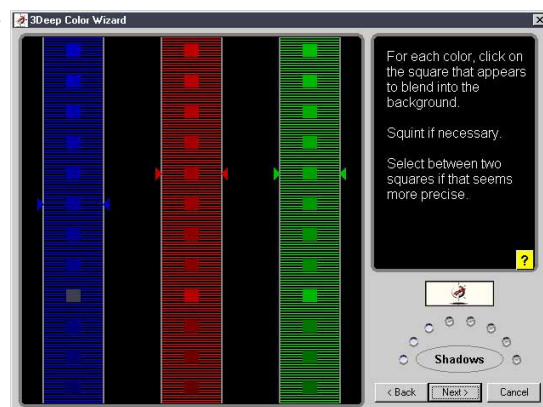 3Deep Color Wizard
For each color, click on
the square that appears
to blend into the
background.
Squint if necessary.
Select between two
squares if that seems
more precise.
?
Shadows
< Back
Next >
Cancel